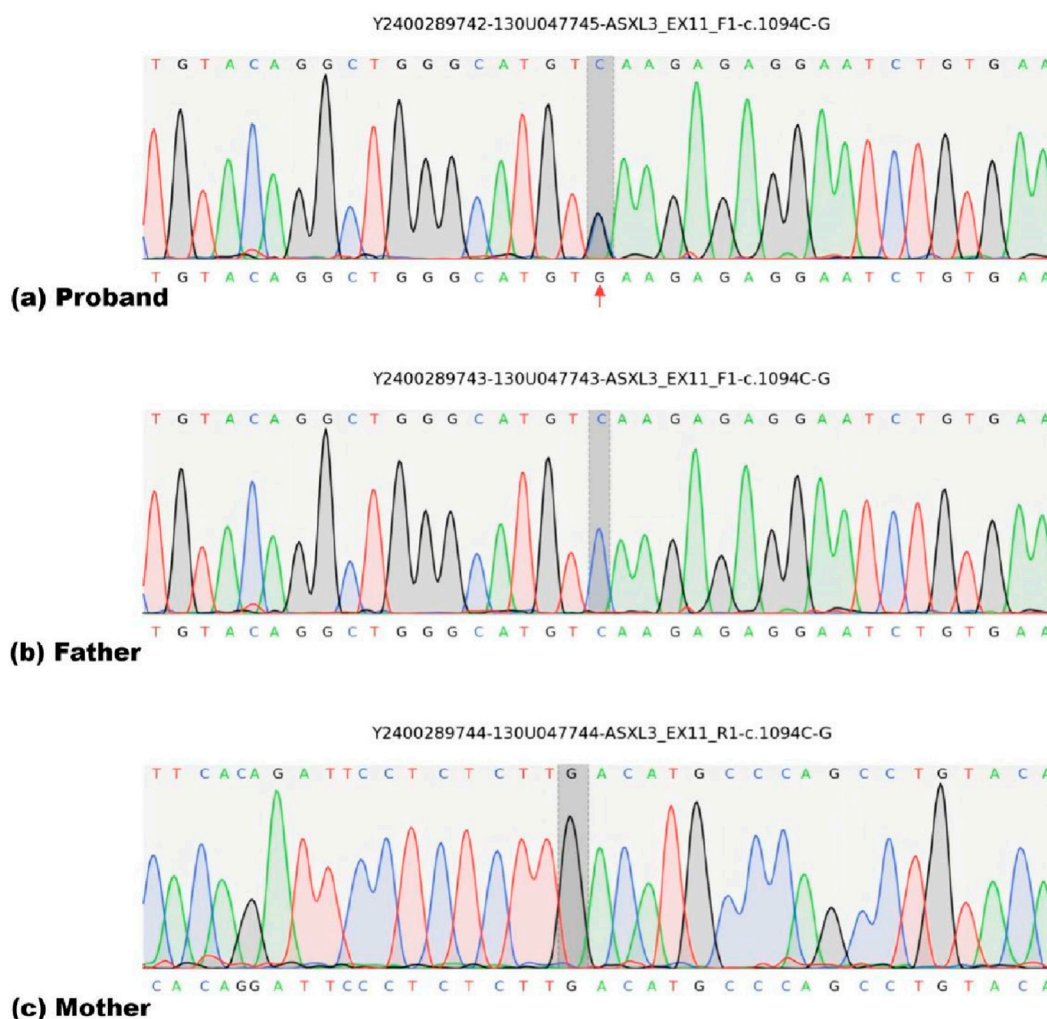 Y2400289742-130U047745-ASXL3_EX11_F1-c.1094C-G
T G T A C A G G C T G G G C A T G T C A A G A G A G G A A T C T G T G A A
T G T A C A G G C T G G G C A T G T G A A G A G A G G A A T C T G T G A A
(a) Proband
Y2400289743-130U047743-ASXL3_EX11_F1-c.1094C-G
T G T A C A G G C T G G G C A T G T C A A G A G A G G A A T C T G T G A A
T G T A C A G G C T G G G C A T G T C A A G A G A G G A A T C T G T G A A
(b) Father
Y2400289744-130U047744-ASXL3_EX11_R1-c.1094C-G
T T C A C A G A T T C C T C T C T T G A C A T G C C C A G C C T G T A C A
C A C A G G A T T C C C T C T C T T G A C A T G C C C A G C C T G T A C A
(c) Mother